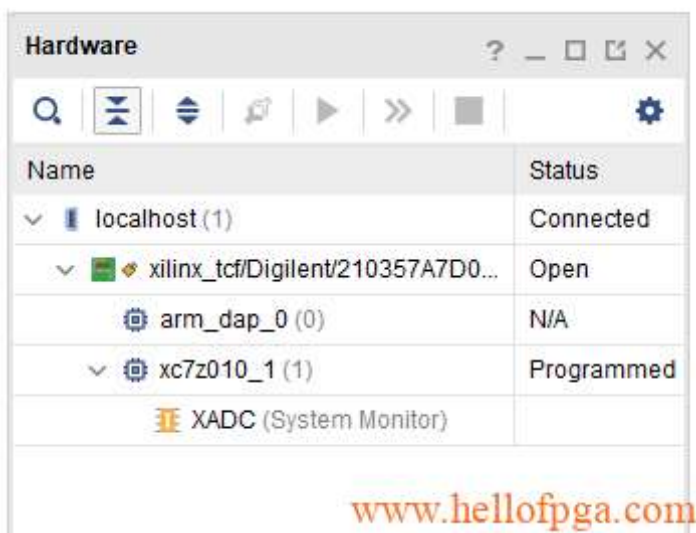 Hardware
Name Status
localhost (1) Connected
xilinx_tcf/Digilent/210357A7D0... Open
arm_dap_0 (0) N/A
xc7z010_1 (1) Programmed
XADC (System Monitor)
www.hellofpga.com